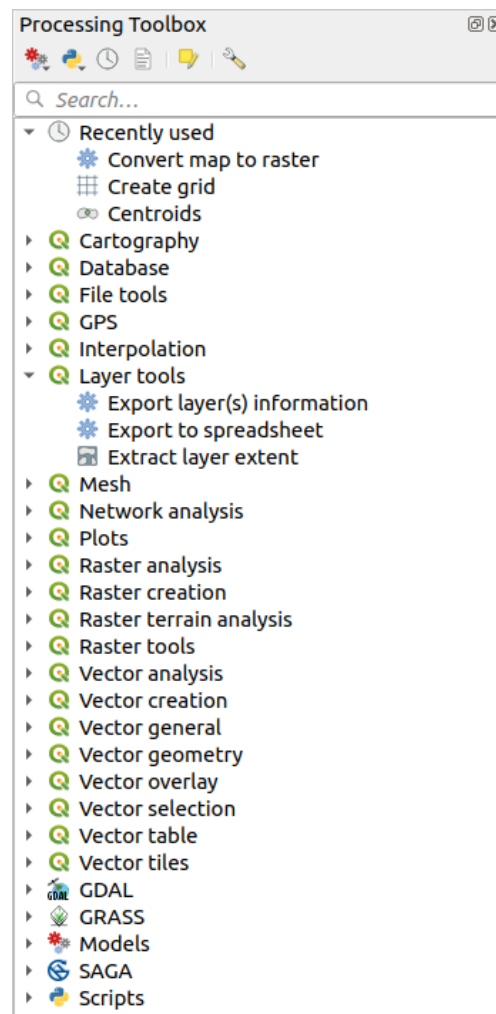 Processing Toolbox
Search...
Recently used
Convert map to raster
Create grid
Centroids
Cartography
Database
File tools
GPS
Interpolation
Layer tools
Export layer(s) information
Export to spreadsheet
Extract layer extent
Mesh
Network analysis
Plots
Raster analysis
Raster creation
Raster terrain analysis
Raster tools
Vector analysis
Vector creation
Vector general
Vector geometry
Vector overlay
Vector selection
Vector table
Vector tiles
GDAL GDAL
GRASS
Models
SAGA
Scripts